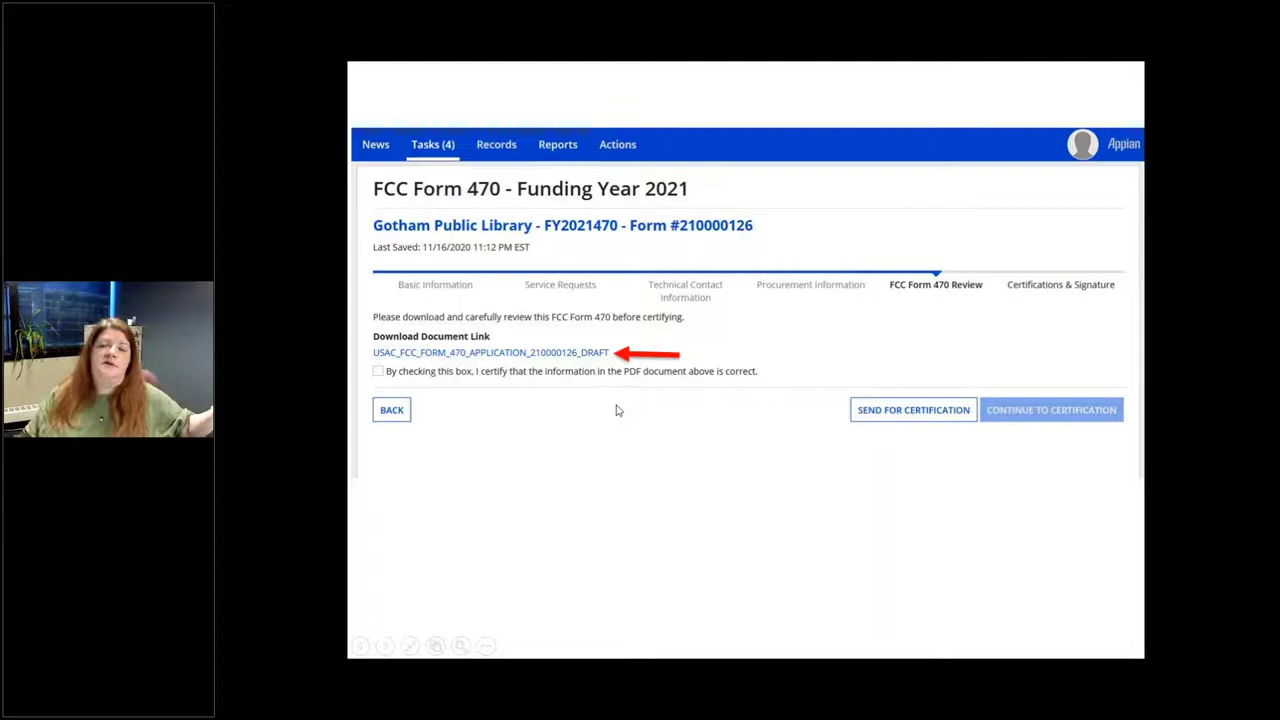 News Tasks (4) Records Reports Actions Appian
FCC Form 470 - Funding Year 2021
Gotham Public Library - FY2021470 - Form #210000126
Last Saved: 11/16/2020 11:12 PM EST
Basic Information Service Requests Technical Contact Information Procurement Information FCC Form 470 Review Certifications & Signature
Please download and carefully review this FCC Form 470 before certifying.
Download Document Link
USAC_FCC_FORM_470_APPLICATION_210000126_DRAFT
By checking this box, I certify that the information in the PDF document above is correct.
BACK SEND FOR CERTIFICATION CONTINUE TO CERTIFICATION